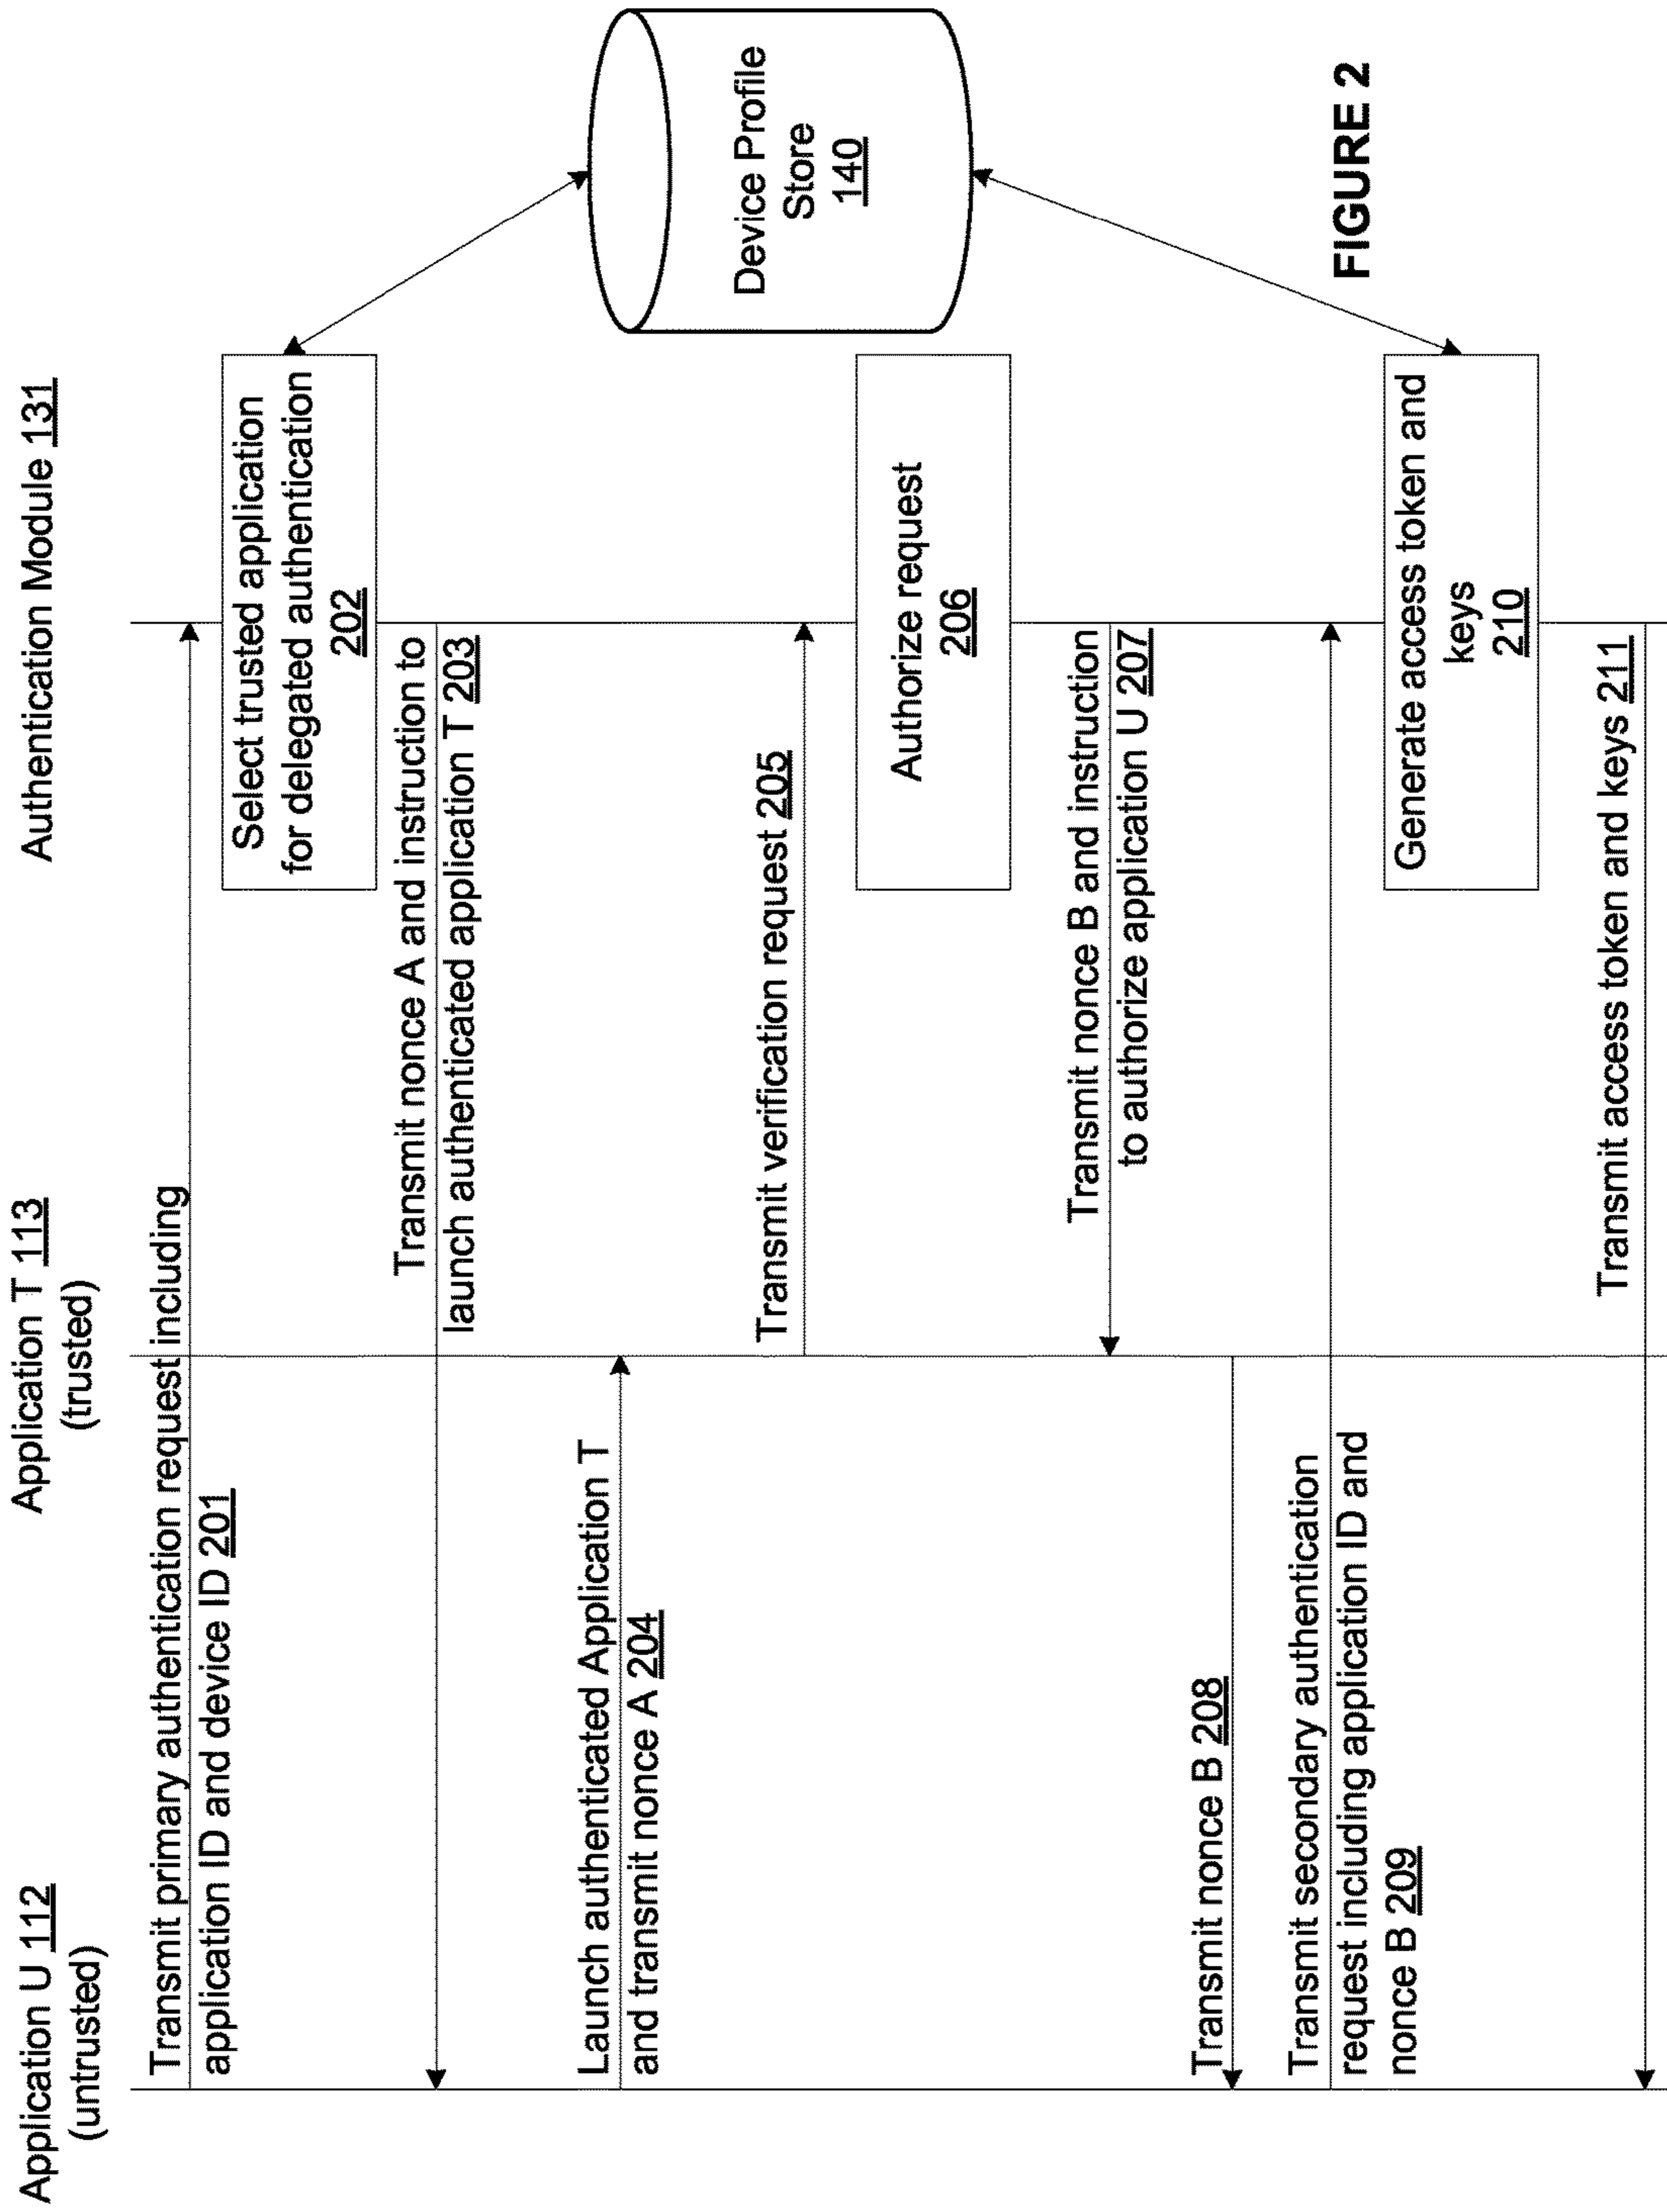 Application U 112
(untrusted)
Application T 113
(trusted)
Authentication Module 131
Transmit primary authentication request including
application ID and device ID 201
Select trusted application
for delegated authentication
202
Transmit nonce A and instruction to
launch authenticated application T 203
Launch authenticated Application T
and transmit nonce A 204
Device Profile
Store
140
Transmit verification request 205
Authorize request
206
Transmit nonce B and instruction
to authorize application U 207
Transmit nonce B 208
Transmit secondary authentication
request including application ID and
nonce B 209
Generate access token and
keys
210
Transmit access token and keys 211
FIGURE 2